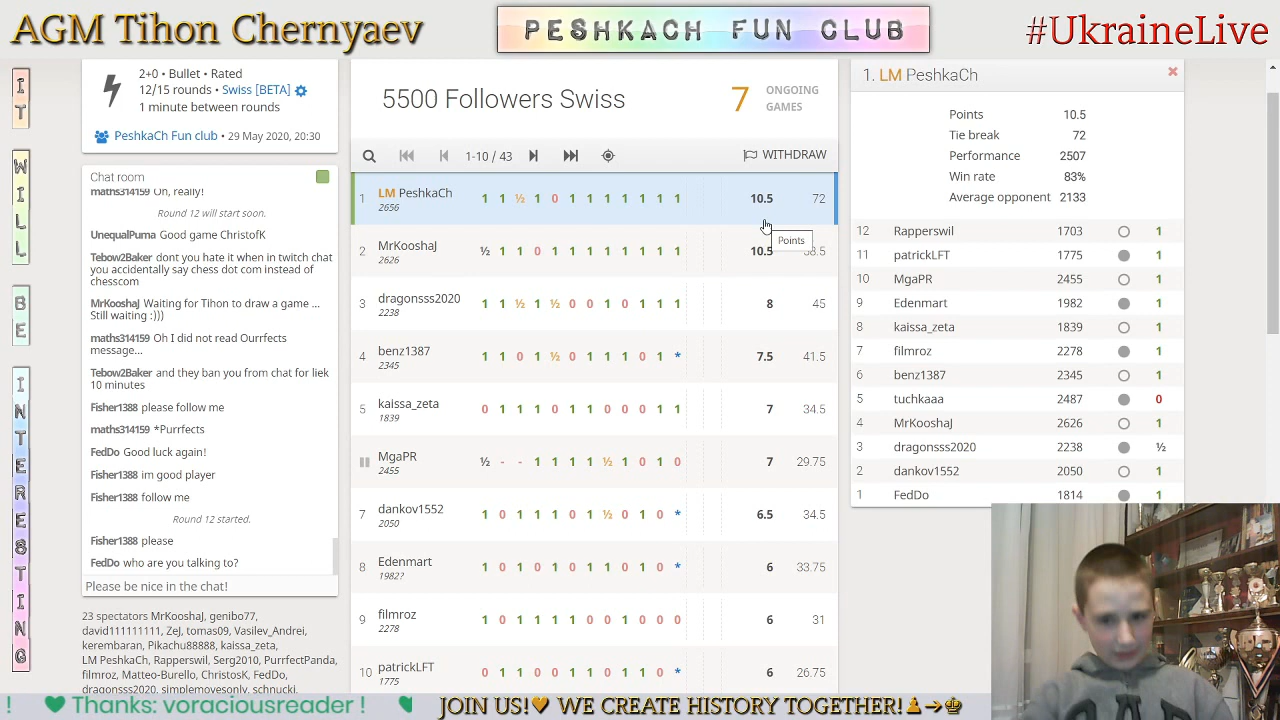 AGM Tihon Chernyaev
PESHKACH FUN CLUB
#UkraineLive
IT
WILL
BE
INTERESTING
2+0 • Bullet • Rated
12/15 rounds • Swiss [BETA]
1 minute between rounds
PeshkaCh Fun club • 29 May 2020, 20:30
Chat room
maths314159 Oh, really!
Round 12 will start soon.
UnequalPuma Good game ChristofK
Tebow2Baker dont you hate it when in twitch chat
you accidentally say chess dot com instead of
chesscom
MrKooshaJ Waiting for Tihon to draw a game ...
Still waiting :)))
maths314159 Oh I did not read Ourrfects
message...
Tebow2Baker and they ban you from chat for liek
10 minutes
Fisher1388 please follow me
maths314159 *Purrfects
FedDo Good luck again!
Fisher1388 im good player
Fisher1388 follow me
Round 12 started.
Fisher1388 please
FedDo who are you talking to?
Please be nice in the chat!
23 spectators MrKooshaJ, genibo77,
david111111111, ZeJ, tomas09, Vasilev_Andrei,
kerembaran, Pikachu88888, kaissa_zeta,
LM PeshkaCh, Rapperswil, Serg2010, PurrfectPanda,
filmroz, Matteo-Burello, ChristosK, FedDo,
dragonsss2020, simplemovesonly, schnucki,
5500 Followers Swiss
7 ONGOING
GAMES
1-10 / 43
WITHDRAW
1 LM PeshkaCh 1 1 ½ 1 0 1 1 1 1 1 1 1 10.5 72
2656
Points
2 MrKooshaJ ½ 1 1 0 1 1 1 1 1 1 1 1 10.5 58.5
2626
3 dragonsss2020 1 1 ½ 1 ½ 0 0 1 0 1 1 1 8 45
2238
4 benz1387 1 1 0 1 ½ 0 1 1 1 0 1 * 7.5 41.5
2345
5 kaissa_zeta 0 1 1 1 0 1 1 0 0 0 1 1 7 34.5
1839
MgaPR ½ - - 1 1 1 1 ½ 1 0 1 0 7 29.75
2455
7 dankov1552 1 0 1 1 1 0 1 ½ 0 1 0 * 6.5 34.5
2050
8 Edenmart 1 0 1 0 1 0 1 1 0 1 0 * 6 33.75
1982?
9 filmroz 1 0 1 1 1 1 1 0 0 0 0 0 6 31
2278
10 patrickLFT 0 1 1 0 0 0 1 1 0 1 1 0 * 6 26.75
1775
1. LM PeshkaCh
Points 10.5
Tie break 72
Performance 2507
Win rate 83%
Average opponent 2133
12 Rapperswil 1703 1
11 patrickLFT 1775 1
10 MgaPR 2455 1
9 Edenmart 1982 1
8 kaissa_zeta 1839 1
7 filmroz 2278 1
6 benz1387 2345 1
5 tuchkaaa 2487 0
4 MrKooshaJ 2626 1
3 dragonsss2020 2238 ½
2 dankov1552 2050 1
1 FedDo 1814 1
! Thanks: voraciousreader !
JOIN US! WE CREATE HISTORY TOGETHER!